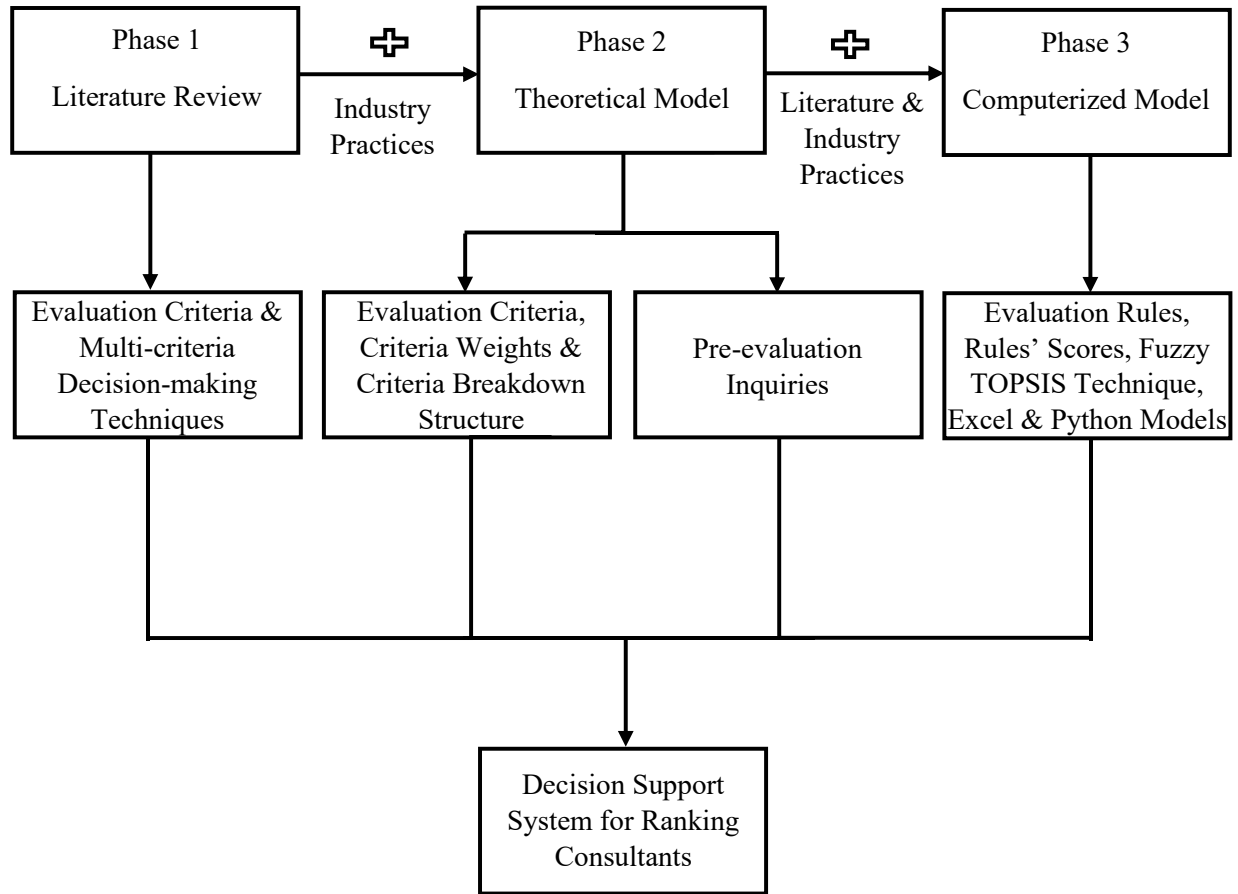 Phase 1
Literature Review
Industry
Practices
Phase 2
Theoretical Model
Literature &
Industry
Practices
Phase 3
Computerized Model
Evaluation Criteria &
Multi-criteria
Decision-making
Techniques
Evaluation Criteria,
Criteria Weights &
Criteria Breakdown
Structure
Pre-evaluation
Inquiries
Evaluation Rules,
Rules’ Scores, Fuzzy
TOPSIS Technique,
Excel & Python Models
Decision Support
System for Ranking
Consultants